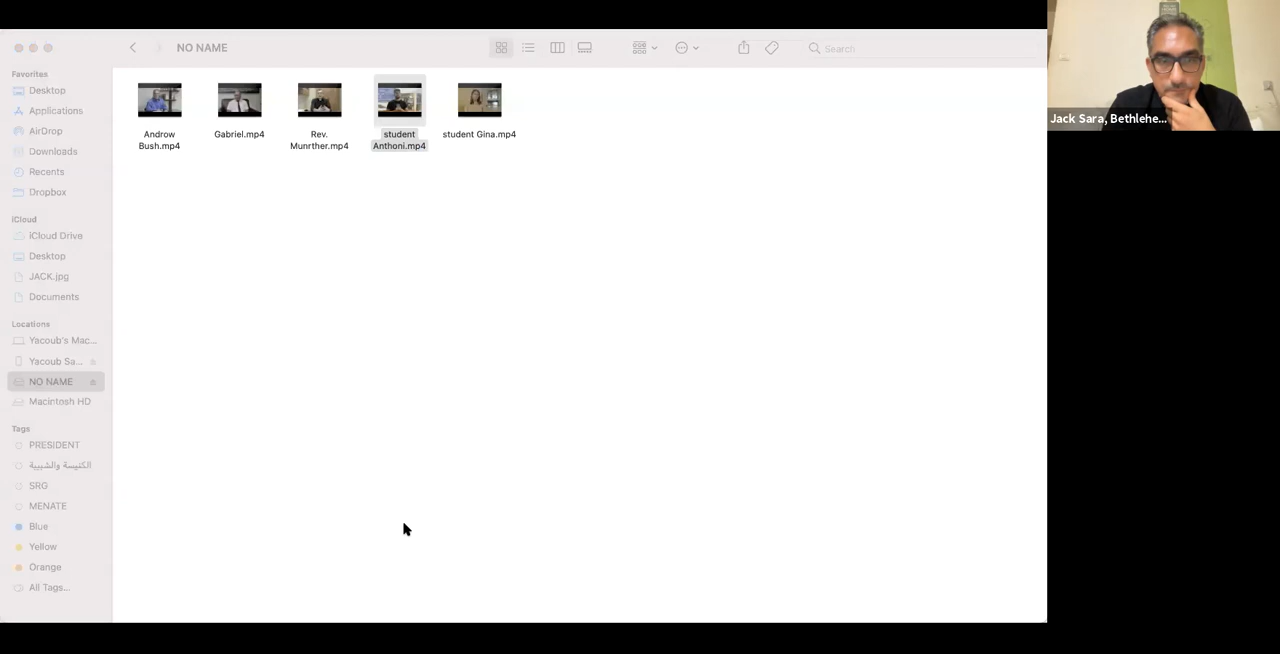 NO NAME
Search
Favorites
Desktop
Applications
AirDrop
Downloads
Recents
Dropbox
iCloud
iCloud Drive
Desktop
JACK.jpg
Documents
Locations
Yacoub's Mac...
Yacoub Sa...
NO NAME
Macintosh HD
Tags
PRESIDENT
الكنيسة والشبيبة
SRG
MENATE
Blue
Yellow
Orange
All Tags...
Androw
Bush.mp4
Gabriel.mp4
Rev.
Munrther.mp4
student
Anthoni.mp4
student Gina.mp4
Jack Sara, Bethlehe...